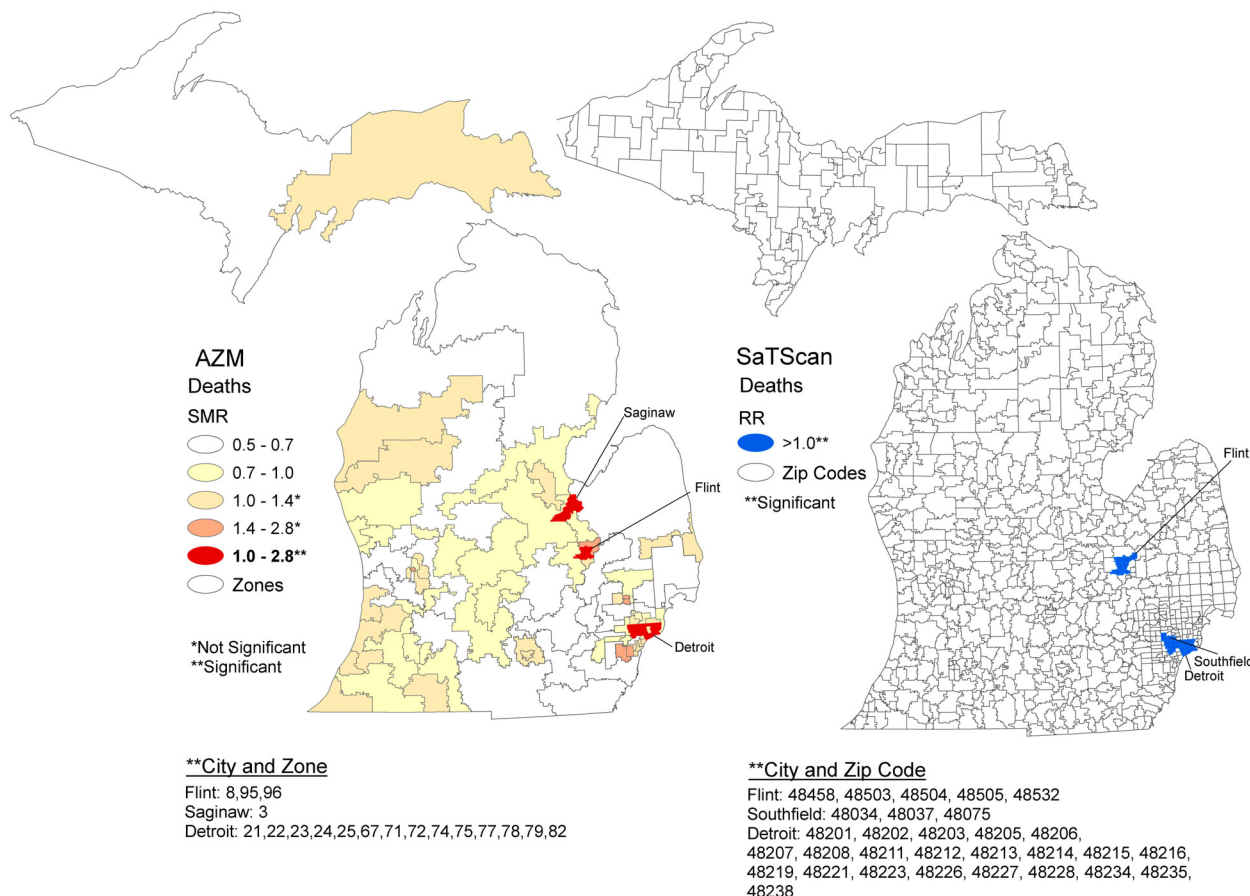 AZM
Deaths
SMR
0.5 - 0.7
0.7 - 1.0
1.0 - 1.4*
1.4 - 2.8*
1.0 - 2.8**
Zones
*Not Significant
**Significant
Saginaw
Flint
Detroit
**City and Zone
Flint: 8,95,96
Saginaw: 3
Detroit: 21,22,23,24,25,67,71,72,74,75,77,78,79,82
SaTScan
Deaths
RR
>1.0**
Zip Codes
**Significant
Flint
Southfield
Detroit
**City and Zip Code
Flint: 48458, 48503, 48504, 48505, 48532
Southfield: 48034, 48037, 48075
Detroit: 48201, 48202, 48203, 48205, 48206,
48207, 48208, 48211, 48212, 48213, 48214, 48215, 48216,
48219, 48221, 48223, 48226, 48227, 48228, 48234, 48235,
48238